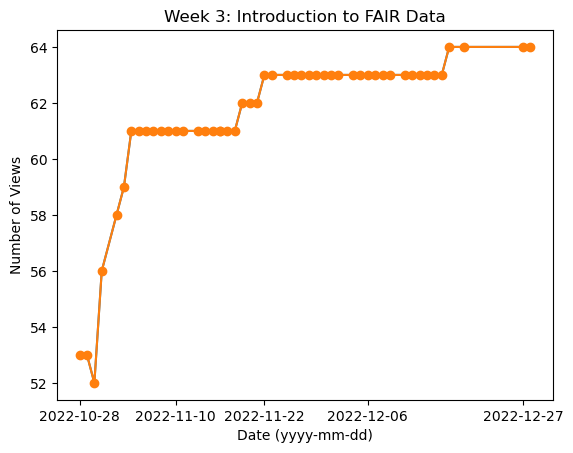 Week 3: Introduction to FAIR Data
Number of Views
64
62
60
58
56
54
52
2022-10-28 2022-11-10 2022-11-22 2022-12-06 2022-12-27
Date (yyyy-mm-dd)